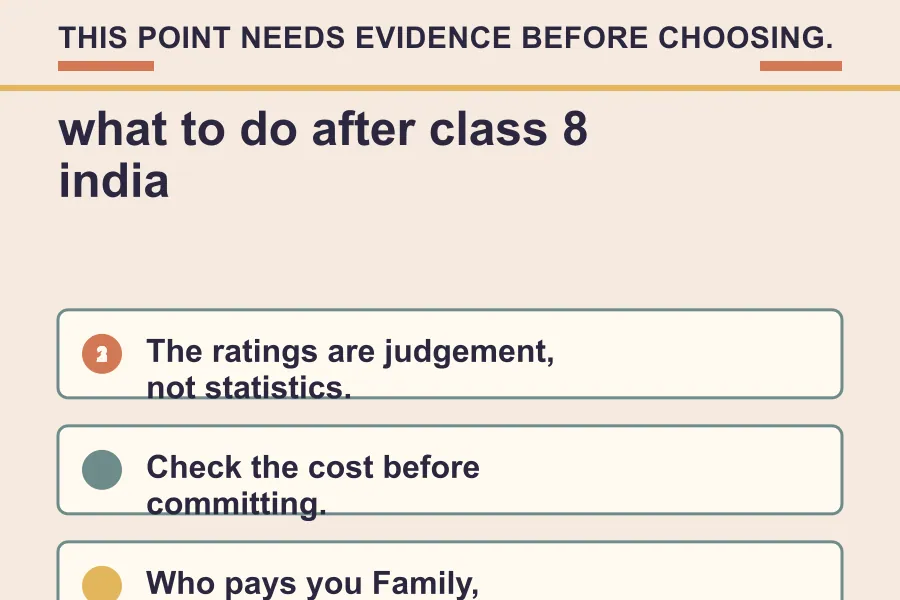 THIS POINT NEEDS EVIDENCE BEFORE CHOOSING.
what to do after class 8
india
The ratings are judgement,
not statistics.
Check the cost before
committing.
Who pays you Family,